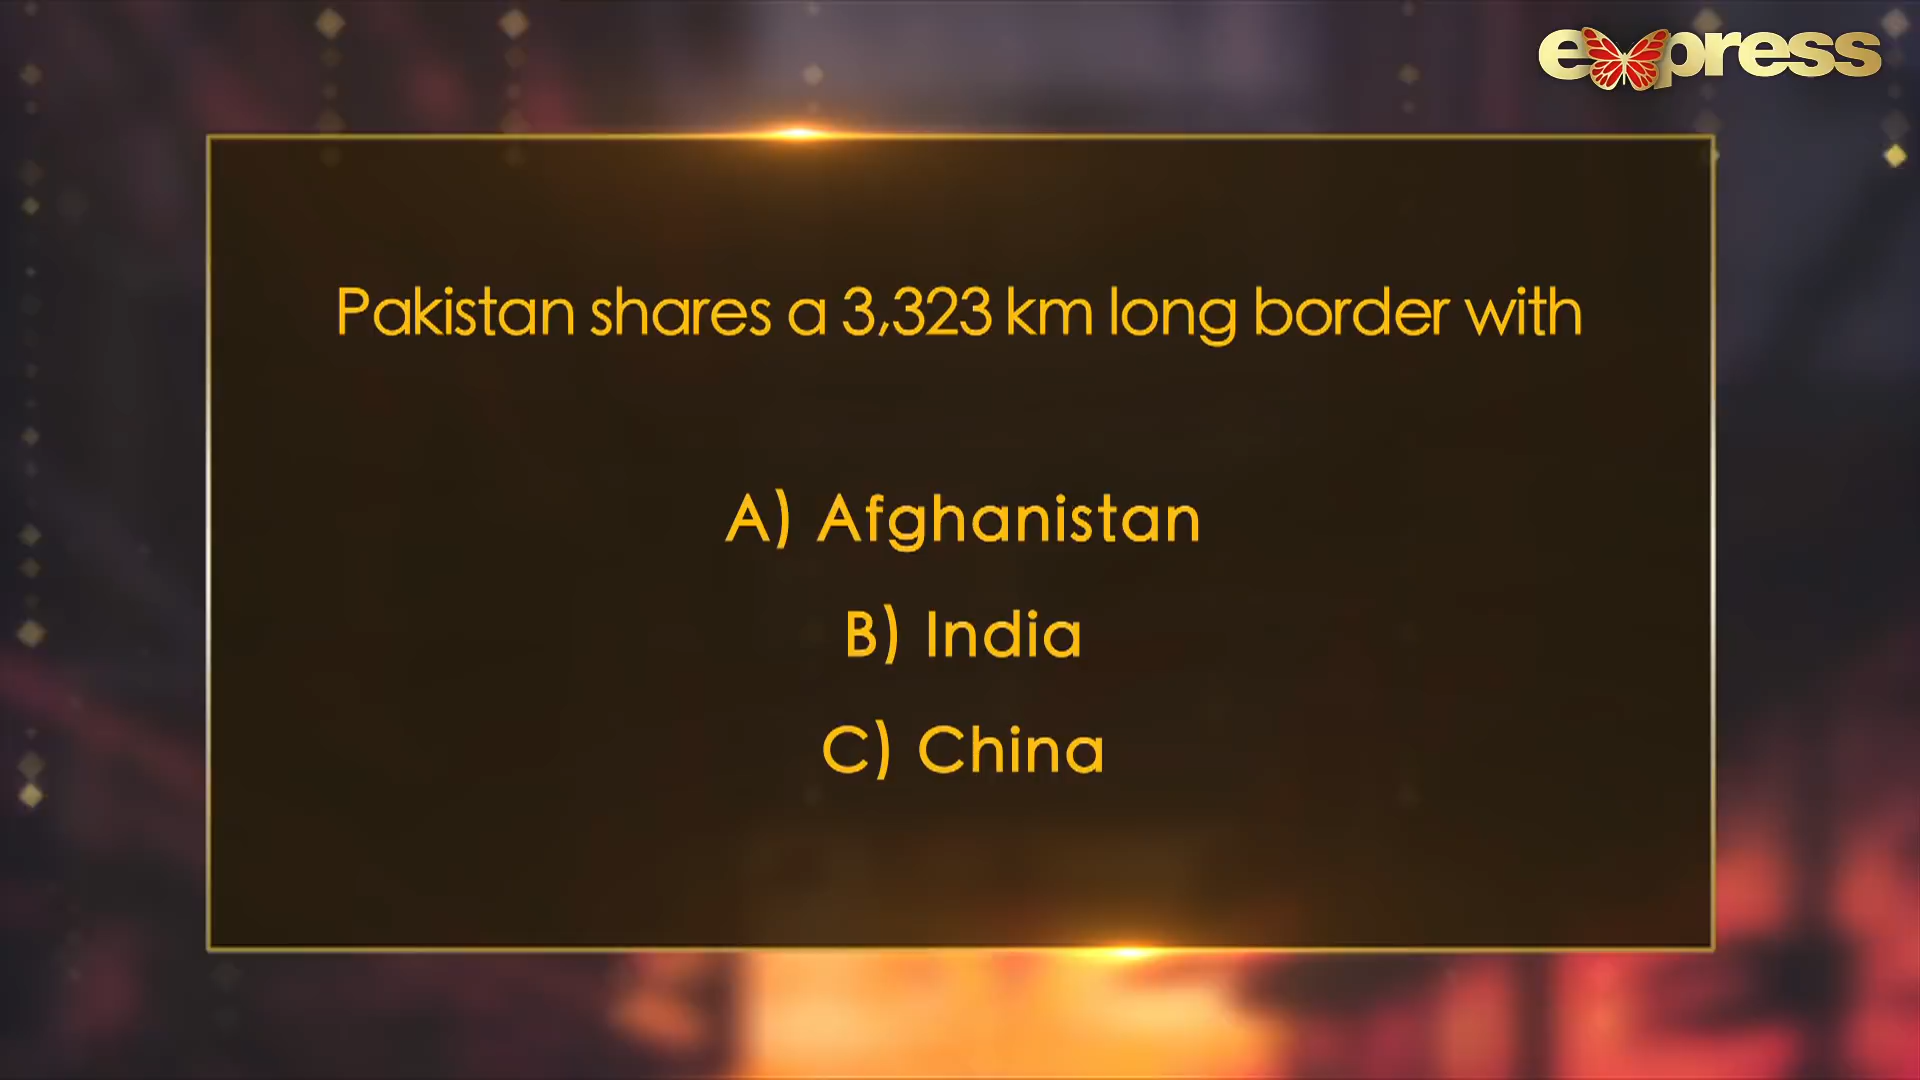 express
Pakistan shares a 3,323 km long border with
A) Afghanistan
B) India
C) China